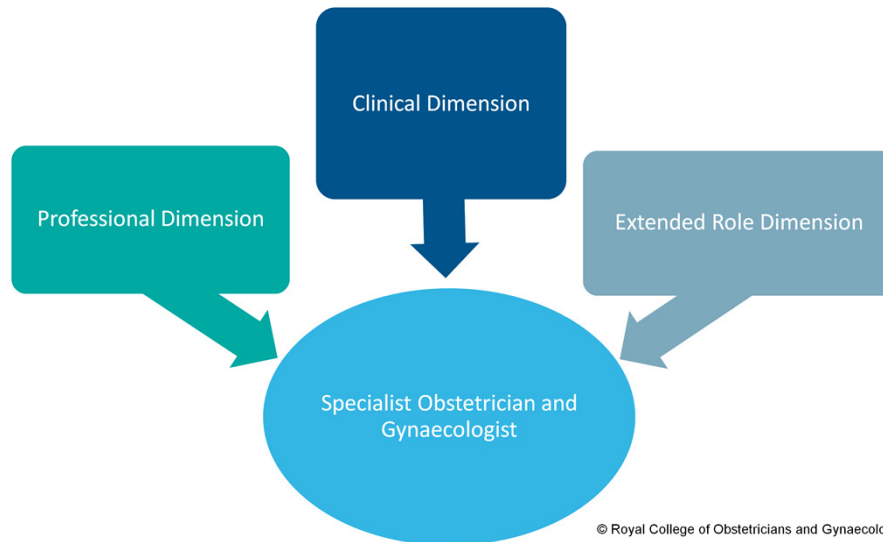 Clinical Dimension
Professional Dimension
Extended Role Dimension
Specialist Obstetrician and
Gynaecologist
© Royal College of Obstetricians and